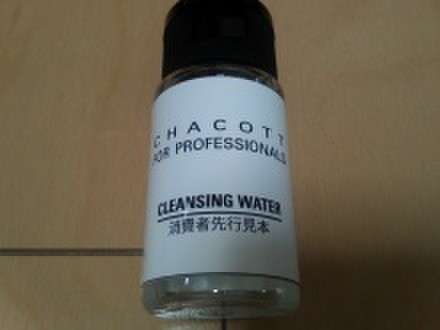 CHACOTT
FOR PROFESSIONALS
CLEANSING WATER
消費者先行見本